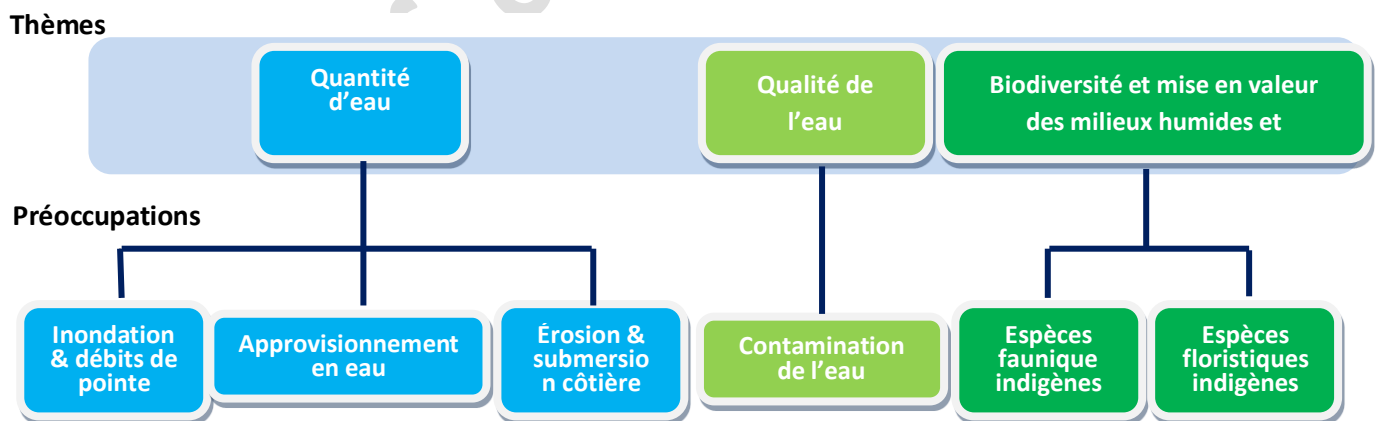 Thèmes
Quantité
d'eau
Qualité de
l'eau
Biodiversité et mise en valeur
des milieux humides et
Préoccupations
Inondation
& débits de
pointe
Approvisionnement
en eau
Érosion &
submersio
n côtière
Contamination
de l'eau
Espèces
faunique
indigènes
Espèces
floristiques
indigènes